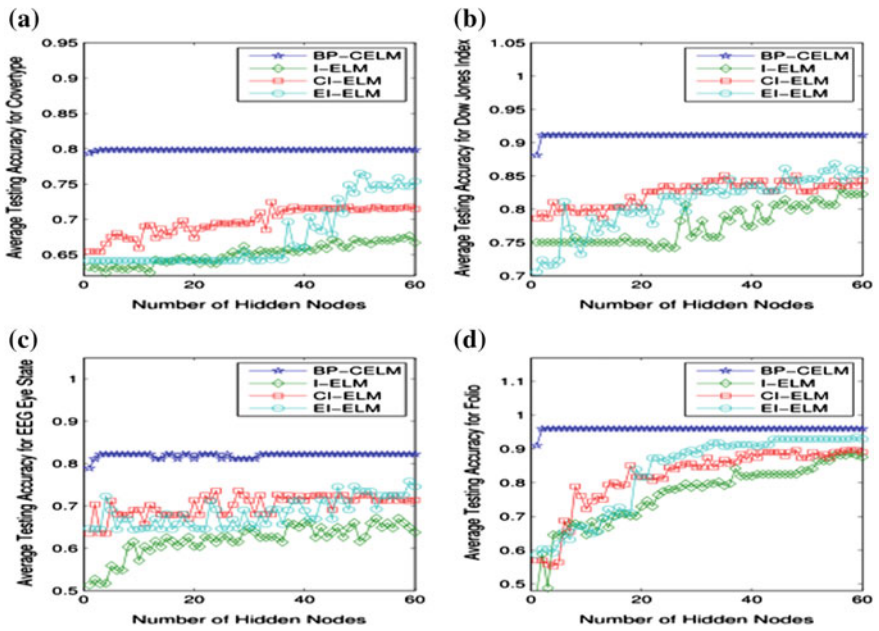 (a)
Average Testing Accuracy for Covertype
0.95
0.9
0.85
0.8
0.75
0.7
0.65
0
20
40
60
Number of Hidden Nodes
BP-CELM
I-ELM
CI-ELM
EI-ELM
(b)
Average Testing Accuracy for Dow Jones Index
1.05
1
0.95
0.9
0.85
0.8
0.75
0.7
0
20
40
60
Number of Hidden Nodes
BP-CELM
I-ELM
CI-ELM
EI-ELM
(c)
Average Testing Accuracy for EEG Eye State
1
0.9
0.8
0.7
0.6
0.5
0
20
40
60
Number of Hidden Nodes
BP-CELM
I-ELM
CI-ELM
EI-ELM
(d)
Average Testing Accuracy for Folio
1.1
1
0.9
0.8
0.7
0.6
0.5
0
20
40
60
Number of Hidden Nodes
BP-CELM
I-ELM
CI-ELM
EI-ELM